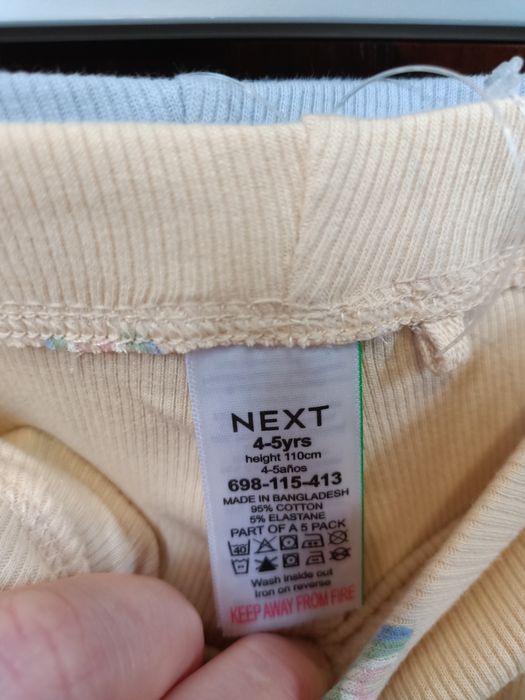 NEXT
4-5yrs
height 110cm
4-5años
698-115-413
MADE IN BANGLADESH
95% COTTON
5% ELASTANE
PART OF A 5 PACK
40
Wash inside out
Iron on reverse
KEEP AWAY FROM FIRE